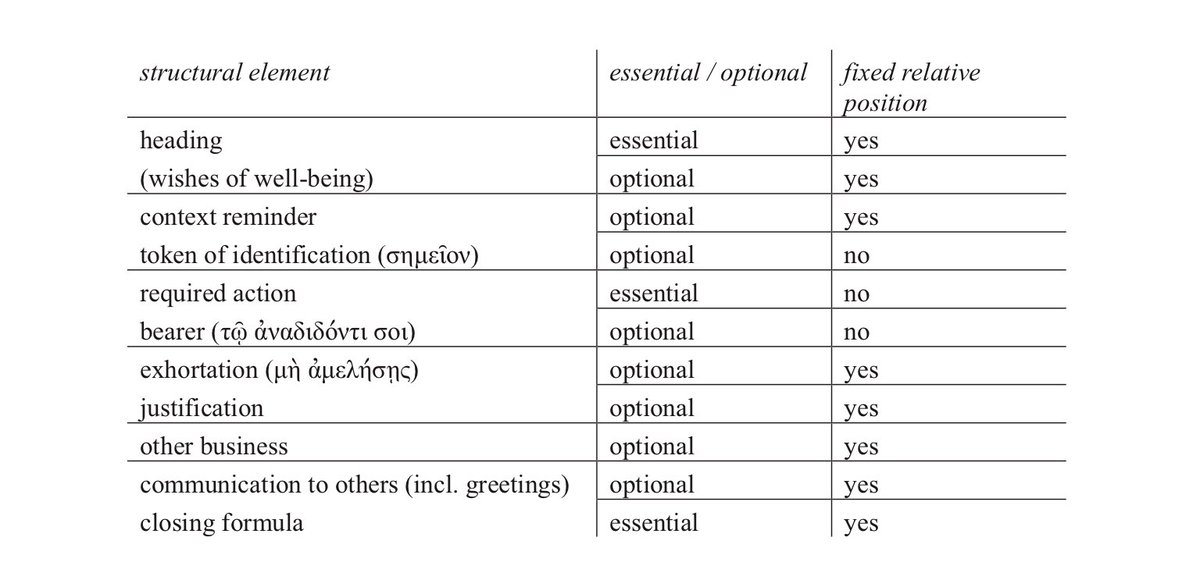 structural element essential / optional fixed relative
position
heading essential yes
(wishes of well-being) optional yes
context reminder optional yes
token of identification (σημεῖον) optional no
required action essential no
bearer (τῷ ἀναδιδόντι σοι) optional no
exhortation (μὴ ἀμελήσῃς) optional yes
justification optional yes
other business optional yes
communication to others (incl. greetings) optional yes
closing formula essential yes